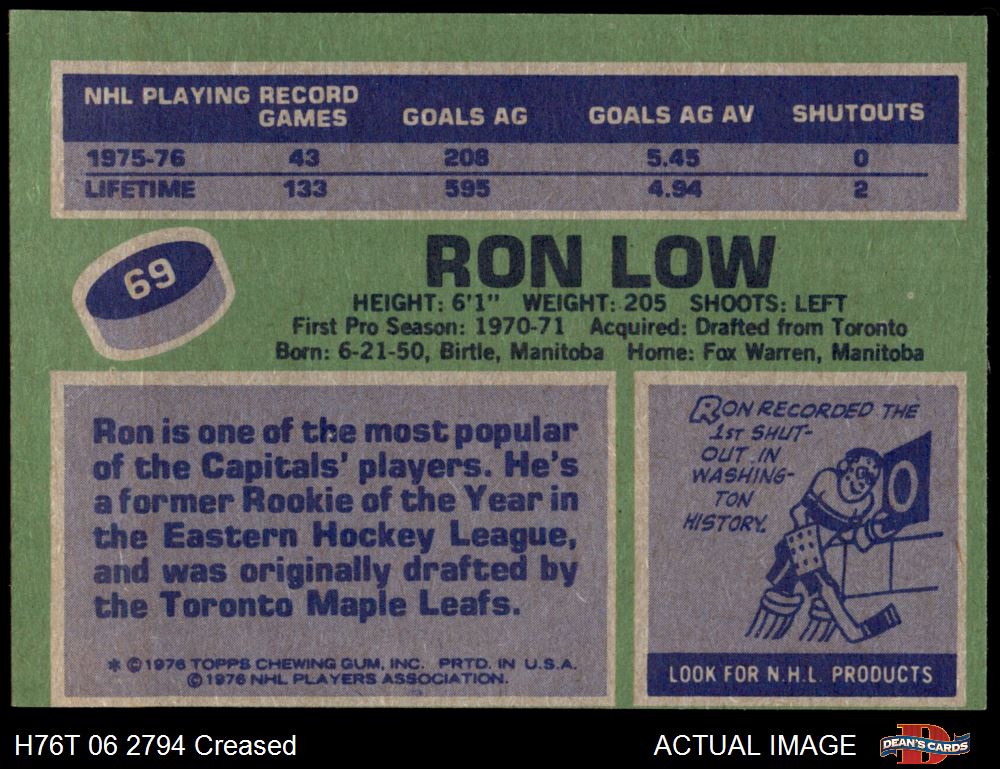 NHL PLAYING RECORD
GAMES GOALS AG GOALS AG AV SHUTOUTS
1975-76 43 208 5.45 0
LIFETIME 133 595 4.94 2
69
RON LOW
HEIGHT: 6'1" WEIGHT: 205 SHOOTS: LEFT
First Pro Season: 1970-71 Acquired: Drafted from Toronto
Born: 6-21-50, Birtle, Manitoba Home: Fox Warren, Manitoba
Ron is one of the most popular
of the Capitals' players. He's
a former Rookie of the Year in
the Eastern Hockey League,
and was originally drafted by
the Toronto Maple Leafs.
* © 1976 TOPPS CHEWING GUM, INC. PRTD. IN U.S.A.
© 1976 NHL PLAYERS ASSOCIATION.
RON RECORDED THE
1ST SHUT-
OUT IN
WASHING-
TON
HISTORY.
0
LOOK FOR N.H.L. PRODUCTS
H76T 06 2794 Creased
ACTUAL IMAGE
DEAN'S CARDS